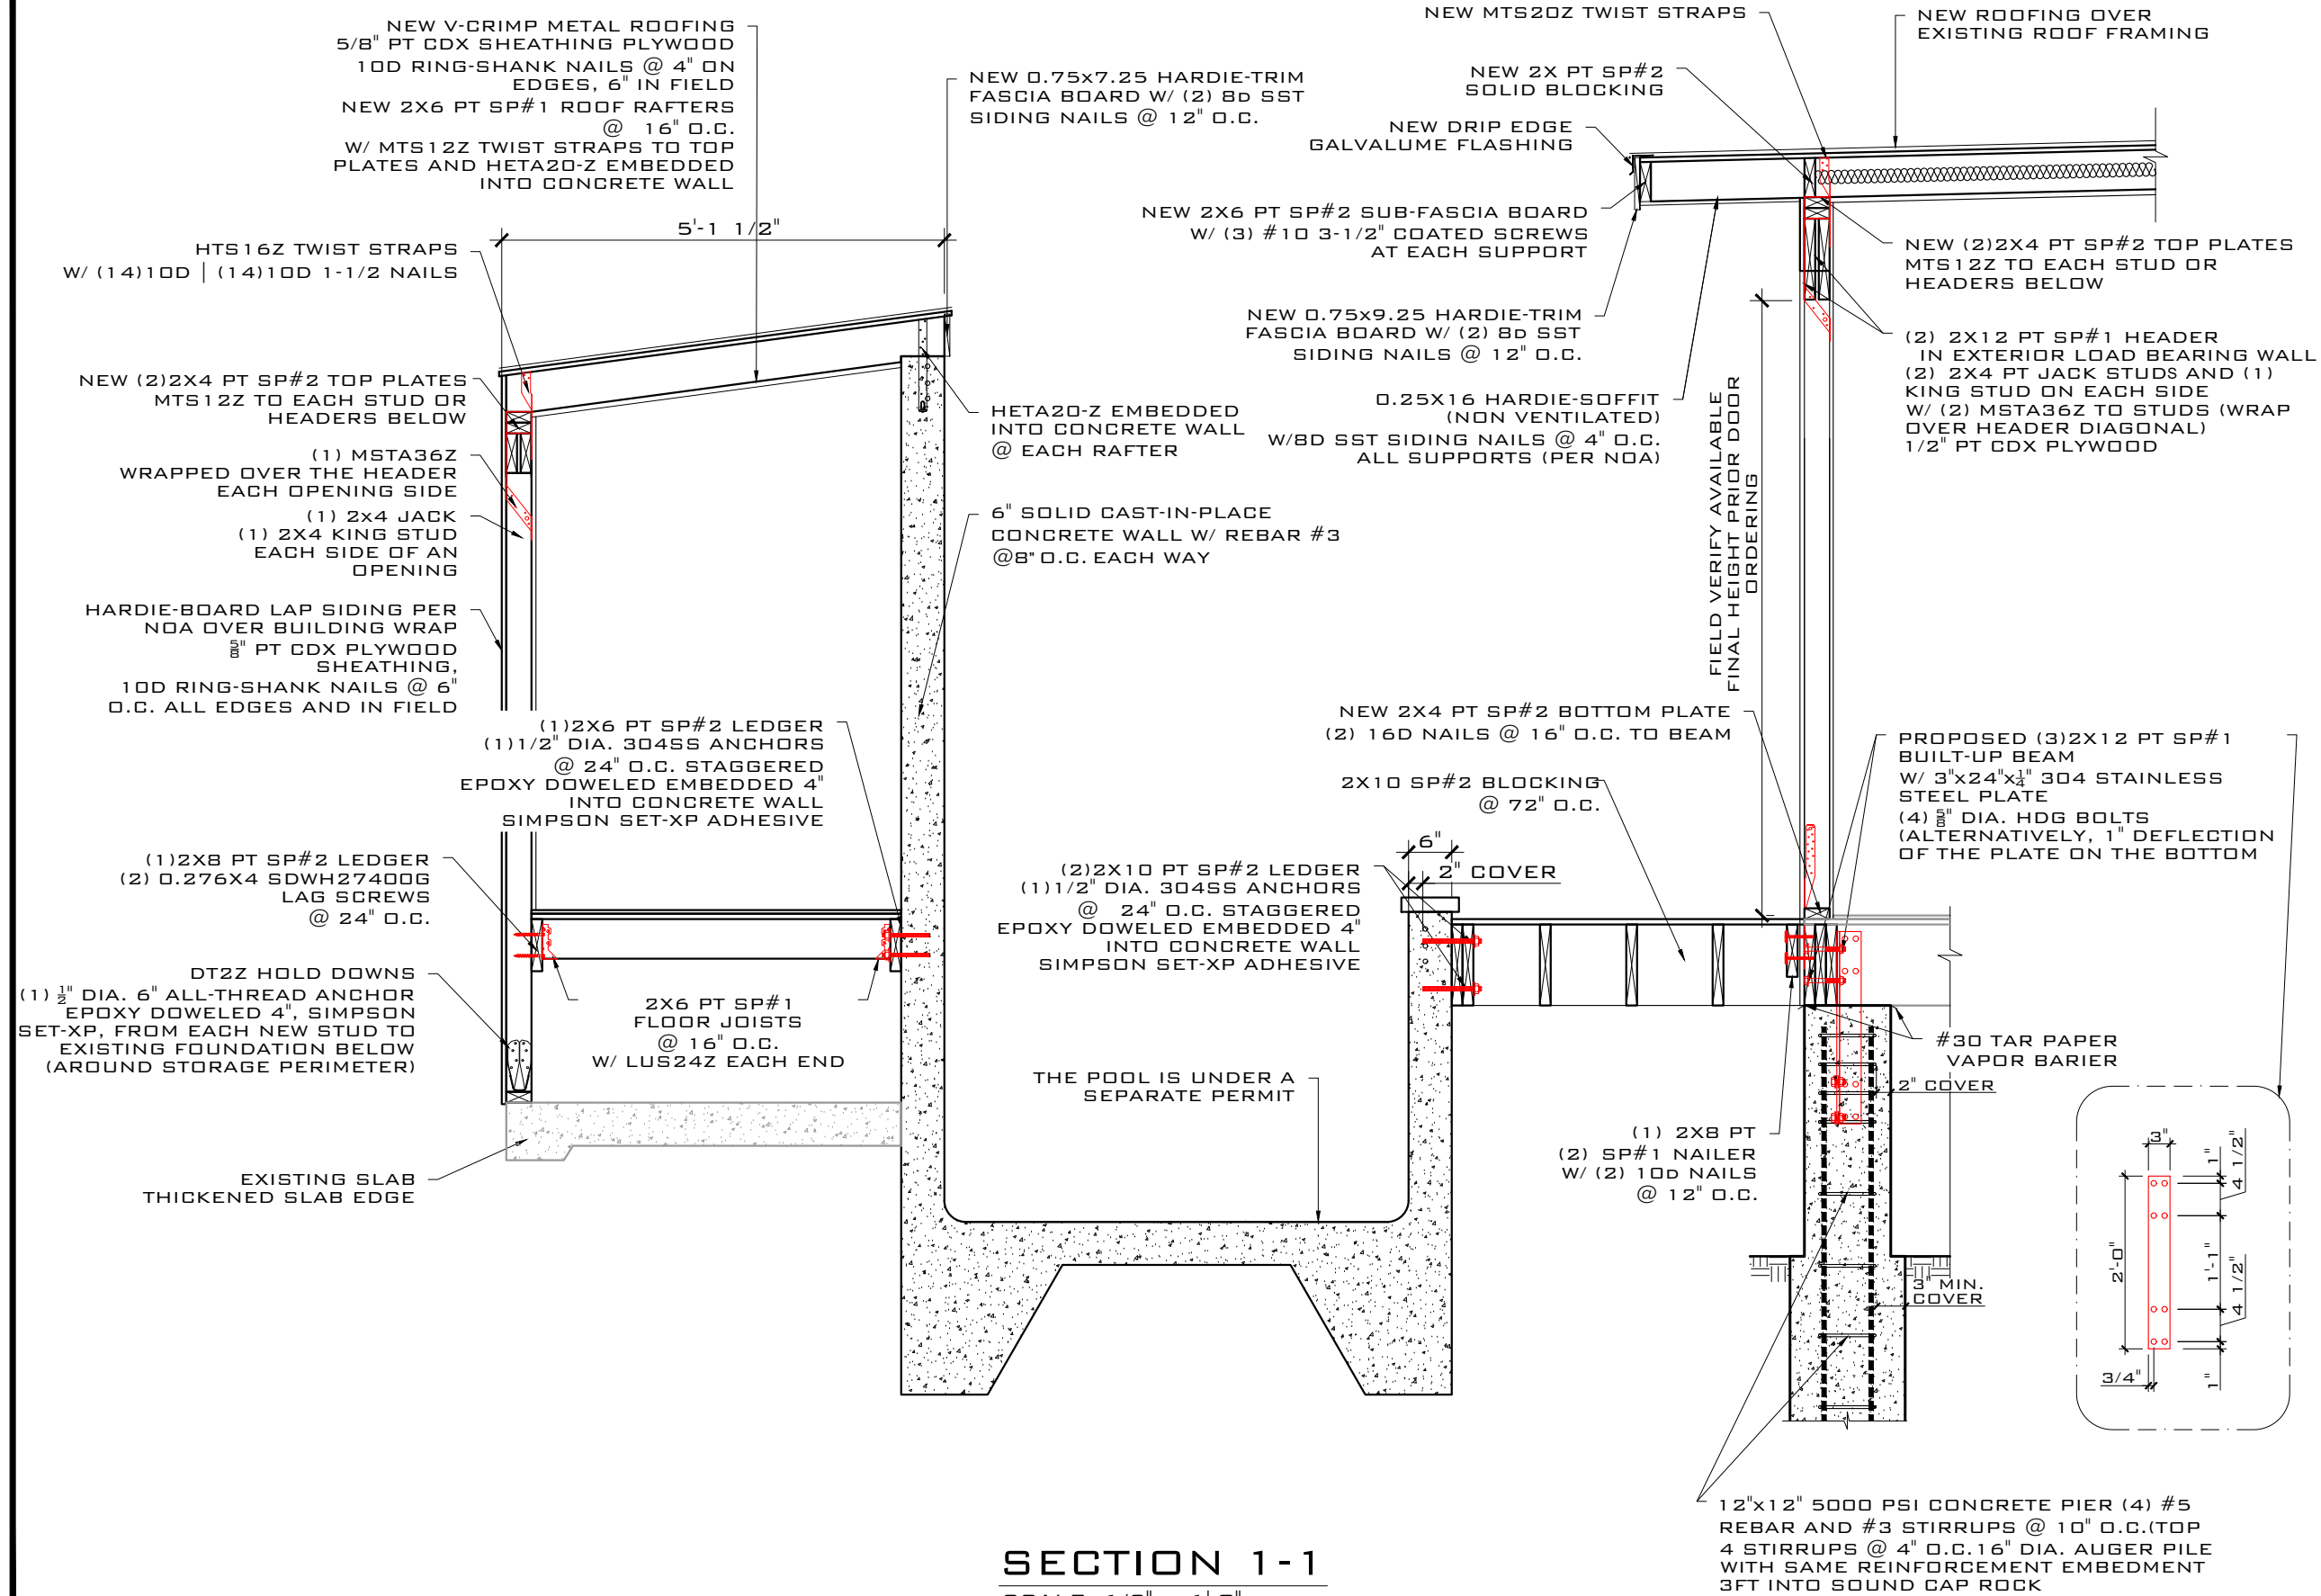 NEW V-CRIMP METAL ROOFING
5/8" PT CDX SHEATHING PLYWOOD
10D RING-SHANK NAILS @ 4" ON
EDGES, 6" IN FIELD
NEW 2X6 PT SP#1 ROOF RAFTERS
@ 16" O.C.
W/ MTS12Z TWIST STRAPS TO TOP
PLATES AND HETA20-Z EMBEDDED
INTO CONCRETE WALL
5'-1 1/2"
HTS16Z TWIST STRAPS
W/ (14)10D | (14)10D 1-1/2 NAILS
NEW (2)2X4 PT SP#2 TOP PLATES
MTS12Z TO EACH STUD OR
HEADERS BELOW
(1) MSTA36Z
WRAPPED OVER THE HEADER
EACH OPENING SIDE
(1) 2x4 JACK
(1) 2X4 KING STUD
EACH SIDE OF AN
OPENING
HARDIE-BOARD LAP SIDING PER
NOA OVER BUILDING WRAP
5/8" PT CDX PLYWOOD
SHEATHING,
10D RING-SHANK NAILS @ 6"
O.C. ALL EDGES AND IN FIELD
(1)2X6 PT SP#2 LEDGER
(1)1/2" DIA. 304SS ANCHORS
@ 24" O.C. STAGGERED
EPOXY DOWELED EMBEDDED 4"
INTO CONCRETE WALL
SIMPSON SET-XP ADHESIVE
(1)2X8 PT SP#2 LEDGER
(2) 0.276X4 SDWH27400G
LAG SCREWS
@ 24" O.C.
DT2Z HOLD DOWNS
(1) 1/2" DIA. 6" ALL-THREAD ANCHOR
EPOXY DOWELED 4", SIMPSON
SET-XP, FROM EACH NEW STUD TO
EXISTING FOUNDATION BELOW
(AROUND STORAGE PERIMETER)
2X6 PT SP#1
FLOOR JOISTS
@ 16" O.C.
W/ LUS24Z EACH END
EXISTING SLAB
THICKENED SLAB EDGE
NEW 0.75x7.25 HARDIE-TRIM
FASCIA BOARD W/ (2) 8D SST
SIDING NAILS @ 12" O.C.
HETA20-Z EMBEDDED
INTO CONCRETE WALL
@ EACH RAFTER
6" SOLID CAST-IN-PLACE
CONCRETE WALL W/ REBAR #3
@8" O.C. EACH WAY
NEW MTS20Z TWIST STRAPS
NEW 2X PT SP#2
SOLID BLOCKING
NEW DRIP EDGE
GALVALUME FLASHING
NEW 2X6 PT SP#2 SUB-FASCIA BOARD
W/ (3) #10 3-1/2" COATED SCREWS
AT EACH SUPPORT
NEW 0.75x9.25 HARDIE-TRIM
FASCIA BOARD W/ (2) 8D SST
SIDING NAILS @ 12" O.C.
0.25X16 HARDIE-SOFFIT
(NON VENTILATED)
W/8D SST SIDING NAILS @ 4" O.C.
ALL SUPPORTS (PER NOA)
NEW ROOFING OVER
EXISTING ROOF FRAMING
NEW (2)2X4 PT SP#2 TOP PLATES
MTS12Z TO EACH STUD OR
HEADERS BELOW
(2) 2X12 PT SP#1 HEADER
IN EXTERIOR LOAD BEARING WALL
(2) 2X4 PT JACK STUDS AND (1)
KING STUD ON EACH SIDE
W/ (2) MSTA36Z TO STUDS (WRAP
OVER HEADER DIAGONAL)
1/2" PT CDX PLYWOOD
FIELD VERIFY AVAILABLE
FINAL HEIGHT PRIOR DOOR
ORDERING
NEW 2X4 PT SP#2 BOTTOM PLATE
(2) 16D NAILS @ 16" O.C. TO BEAM
2X10 SP#2 BLOCKING
@ 72" O.C.
6"
2" COVER
(2)2X10 PT SP#2 LEDGER
(1)1/2" DIA. 304SS ANCHORS
@ 24" O.C. STAGGERED
EPOXY DOWELED EMBEDDED 4"
INTO CONCRETE WALL
SIMPSON SET-XP ADHESIVE
THE POOL IS UNDER A
SEPARATE PERMIT
PROPOSED (3)2X12 PT SP#1
BUILT-UP BEAM
W/ 3"x24"x1/4" 304 STAINLESS
STEEL PLATE
(4) 5/8" DIA. HDG BOLTS
(ALTERNATIVELY, 1" DEFLECTION
OF THE PLATE ON THE BOTTOM
#30 TAR PAPER
VAPOR BARIER
2" COVER
(1) 2X8 PT
(2) SP#1 NAILER
W/ (2) 10D NAILS
@ 12" O.C.
3" MIN.
COVER
3"
1"
4 1/2"
2'-0"
1'-1"
4 1/2"
3/4"
1"
12"x12" 5000 PSI CONCRETE PIER (4) #5
REBAR AND #3 STIRRUPS @ 10" O.C.(TOP
4 STIRRUPS @ 4" O.C.16" DIA. AUGER PILE
WITH SAME REINFORCEMENT EMBEDMENT
3FT INTO SOUND CAP ROCK
SECTION 1-1